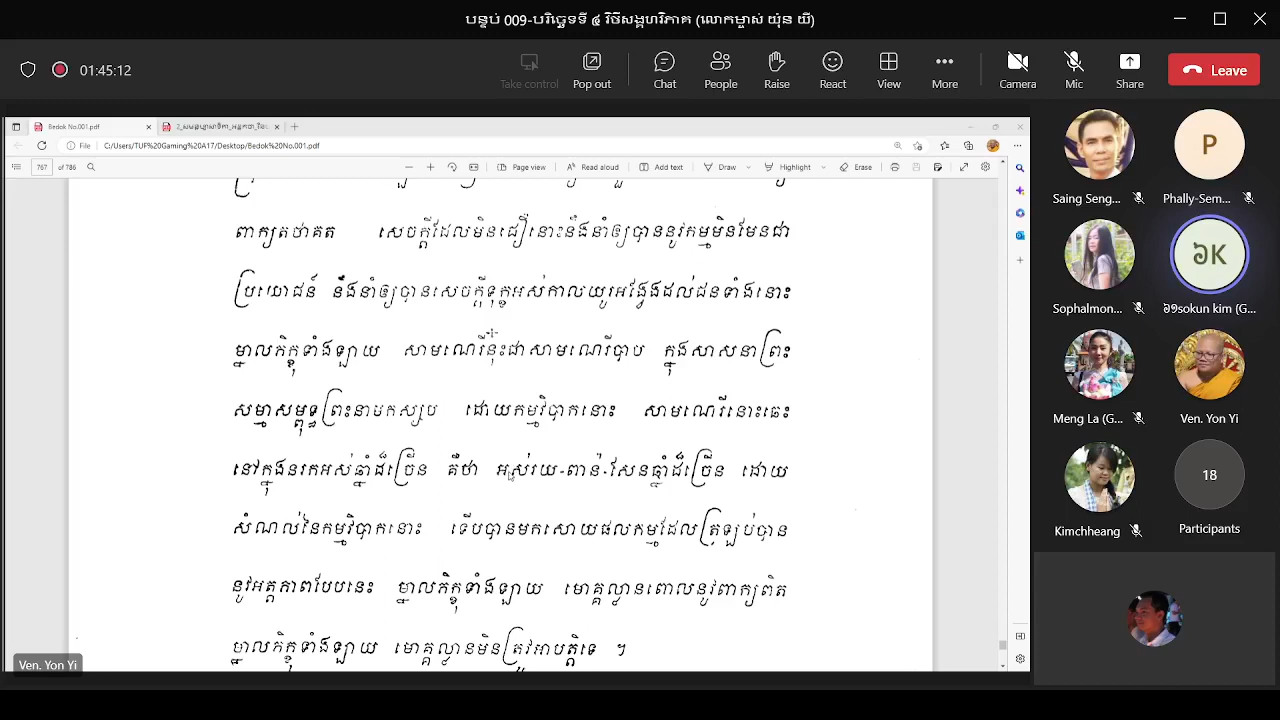 បន្ទប់ 009-បរិច្ឆេទទី ៤ វិថីសង្គហវិភាគ (លោកម្ចាស់ យ៉ុន យី)
01:45:12
Take control
Pop out
Chat
People
Raise
React
View
More
Camera
Mic
Share
Leave
Bedok No.001.pdf
File
C:/Users/TUF%20Gaming%20A17/Desktop/Bedok%20No.001.pdf
767 of 786
Page view
Read aloud
Add text
Draw
Highlight
Erase
ពាក្យតថាគត សេចក្តីដែលមិនជឿនោះនឹងនាំឲ្យបាននូវកម្មមិនមែនជា
ប្រយោជន៍ នឹងនាំឲ្យបានសេចក្តីទុក្ខអស់កាលយូរអង្វែងដល់ជនទាំងនោះ
ម្នាលភិក្ខុទាំងឡាយ សាមណេរីនុ៎ះជាសាមណេរីបាប ក្នុងសាសនាព្រះ
សម្មាសម្ពុទ្ធព្រះនាមកស្សប ដោយកម្មវិបាកនោះ សាមណេរីនោះឆេះ
នៅក្នុងនរកអស់ឆ្នាំដ៏ច្រើន គឺថា អស់រយ-ពាន់-សែនឆ្នាំដ៏ច្រើន ដោយ
សំណល់នៃកម្មវិបាកនោះ ទើបបានមកសោយផលកម្មដែលត្រឡប់បាន
នូវអត្តភាពបែបនេះ ម្នាលភិក្ខុទាំងឡាយ មោគ្គល្លានពោលនូវពាក្យពិត
ម្នាលភិក្ខុទាំងឡាយ មោគ្គល្លានមិនត្រូវអាបត្តិទេ ។
Ven. Yon Yi
P
Saing Seng...
Phally-Sem...
៦K
Sophalmon...
៦១sokun kim (G...
Meng La (G...
Ven. Yon Yi
18
Kimchheang
Participants